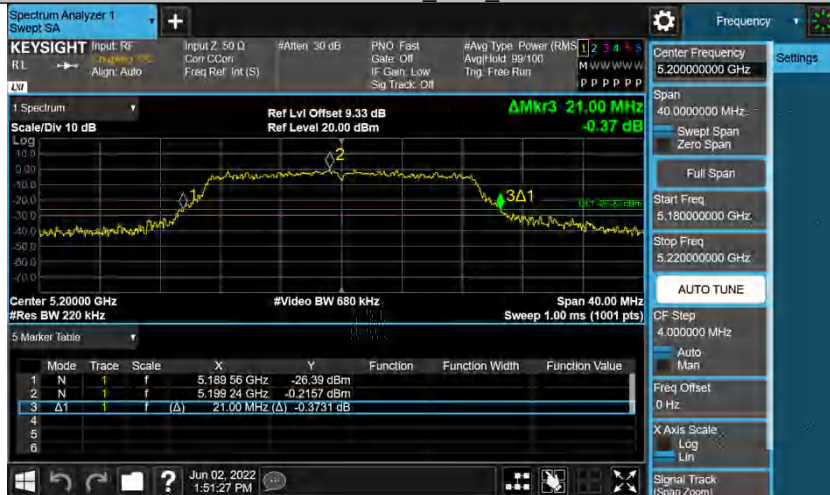 Spectrum Analyzer 1
Swept SA
+
Frequency
KEYSIGHT
RL
Input: RF
Coupling: DC
Align: Auto
Input Z: 50 Ω
Corr CCorr
Freq Ref: Int (S)
#Atten: 30 dB
PNO: Fast
Gate: Off
IF Gain: Low
Sig Track: Off
#Avg Type: Power (RMS
Avg|Hold: 99/100
Trig: Free Run
1 2 3 4 5
M W W W W
P P P P P
LNI
1 Spectrum
Scale/Div 10 dB
Ref Lvl Offset 9.33 dB
Ref Level 20.00 dBm
ΔMkr3 21.00 MHz
-0.37 dB
Log
10.0
0.00
-10.0
-20.0
-30.0
-40.0
-50.0
-60.0
-70.0
1
2
3Δ1
Center 5.20000 GHz
#Res BW 220 kHz
#Video BW 680 kHz
Span 40.00 MHz
Sweep 1.00 ms (1001 pts)
5 Marker Table
Mode Trace Scale X Y Function Function Width Function Value
1 N 1 f 5.189 56 GHz -26.39 dBm
2 N 1 f 5.199 24 GHz -0.2157 dBm
3 Δ1 1 f (Δ) 21.00 MHz (Δ) -0.3731 dB
4
5
6
Jun 02, 2022
1:51:27 PM
Settings
Center Frequency
5.200000000 GHz
Span
40.0000000 MHz
Swept Span
Zero Span
Full Span
Start Freq
5.180000000 GHz
Stop Freq
5.220000000 GHz
AUTO TUNE
CF Step
4.000000 MHz
Auto
Man
Freq Offset
0 Hz
X Axis Scale
Log
Lin
Signal Track
(Span Zoom)